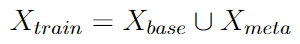 X_{train} = X_{base} ∪ X_{meta}